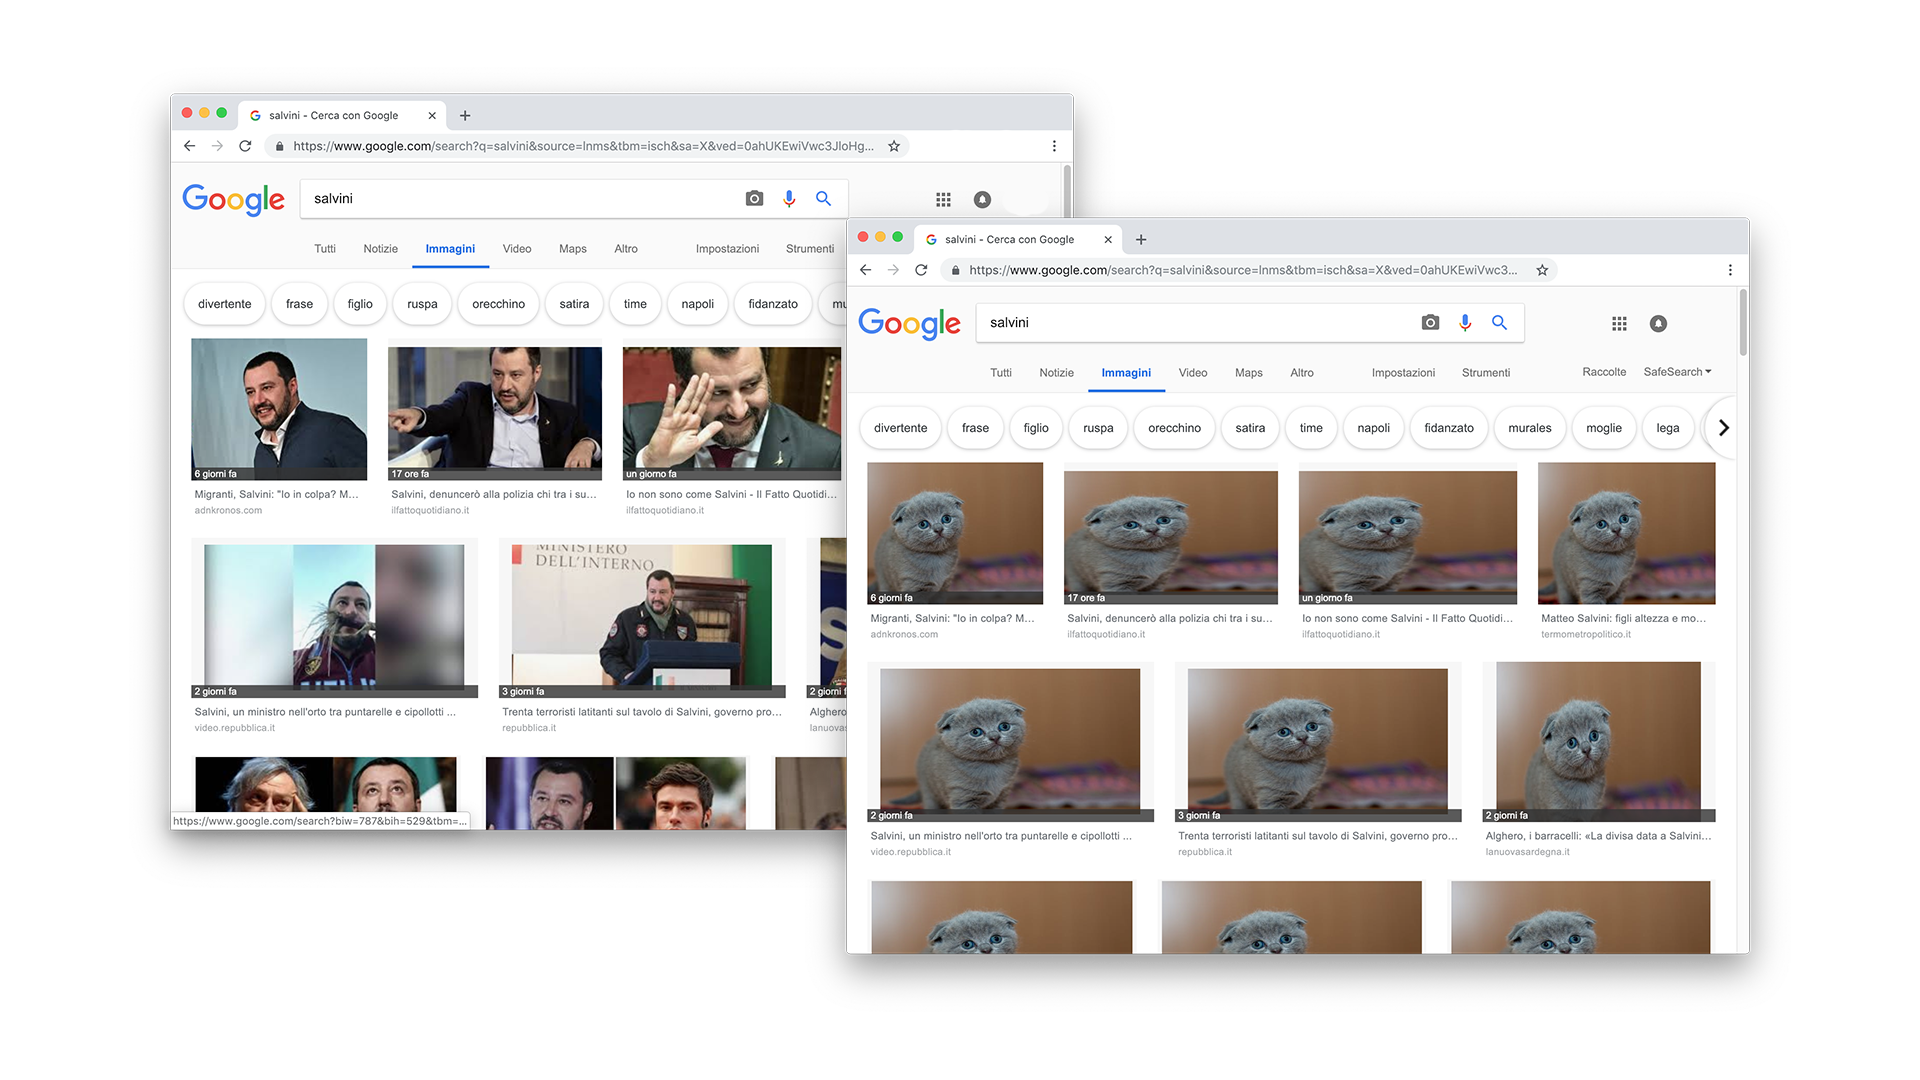 salvini - Cerca con Google
https://www.google.com/search?q=salvini&source=lnms&tbm=isch&sa=X&ved=0ahUKEwiVwc3JIoHg...
Google
salvini
Tutti Notizie Immagini Video Maps Altro Impostazioni Strumenti
divertente frase figlio ruspa orecchino satira time napoli fidanzato mu
6 giorni fa 17 ore fa un giorno fa
Migranti, Salvini: "Io in colpa? M... Salvini, denuncerò alla polizia chi tra i su... Io non sono come Salvini - Il Fatto Quotidi...
adnkronos.com ilfattoquotidiano.it ilfattoquotidiano.it
MINISTERO
DELL'INTERNO
2 giorni fa 3 giorni fa 2 giorni f
Salvini, un ministro nell'orto tra puntarelle e cipollotti ... Trenta terroristi latitanti sul tavolo di Salvini, governo pro... Alghero
video.repubblica.it repubblica.it lanuovas
https://www.google.com/search?biw=787&bih=529&tbm=...
salvini - Cerca con Google
https://www.google.com/search?q=salvini&source=lnms&tbm=isch&sa=X&ved=0ahUKEwiVwc3...
Google
salvini
Tutti Notizie Immagini Video Maps Altro Impostazioni Strumenti Raccolte SafeSearch
divertente frase figlio ruspa orecchino satira time napoli fidanzato murales moglie lega
6 giorni fa 17 ore fa un giorno fa
Migranti, Salvini: "Io in colpa? M... Salvini, denuncerò alla polizia chi tra i su... Io non sono come Salvini - Il Fatto Quotidi... Matteo Salvini: figli altezza e mo...
adnkronos.com ilfattoquotidiano.it ilfattoquotidiano.it termometropolitico.it
2 giorni fa 3 giorni fa 2 giorni fa
Salvini, un ministro nell'orto tra puntarelle e cipollotti ... Trenta terroristi latitanti sul tavolo di Salvini, governo pro... Alghero, i barracelli: «La divisa data a Salvini...
video.repubblica.it repubblica.it lanuovasardegna.it